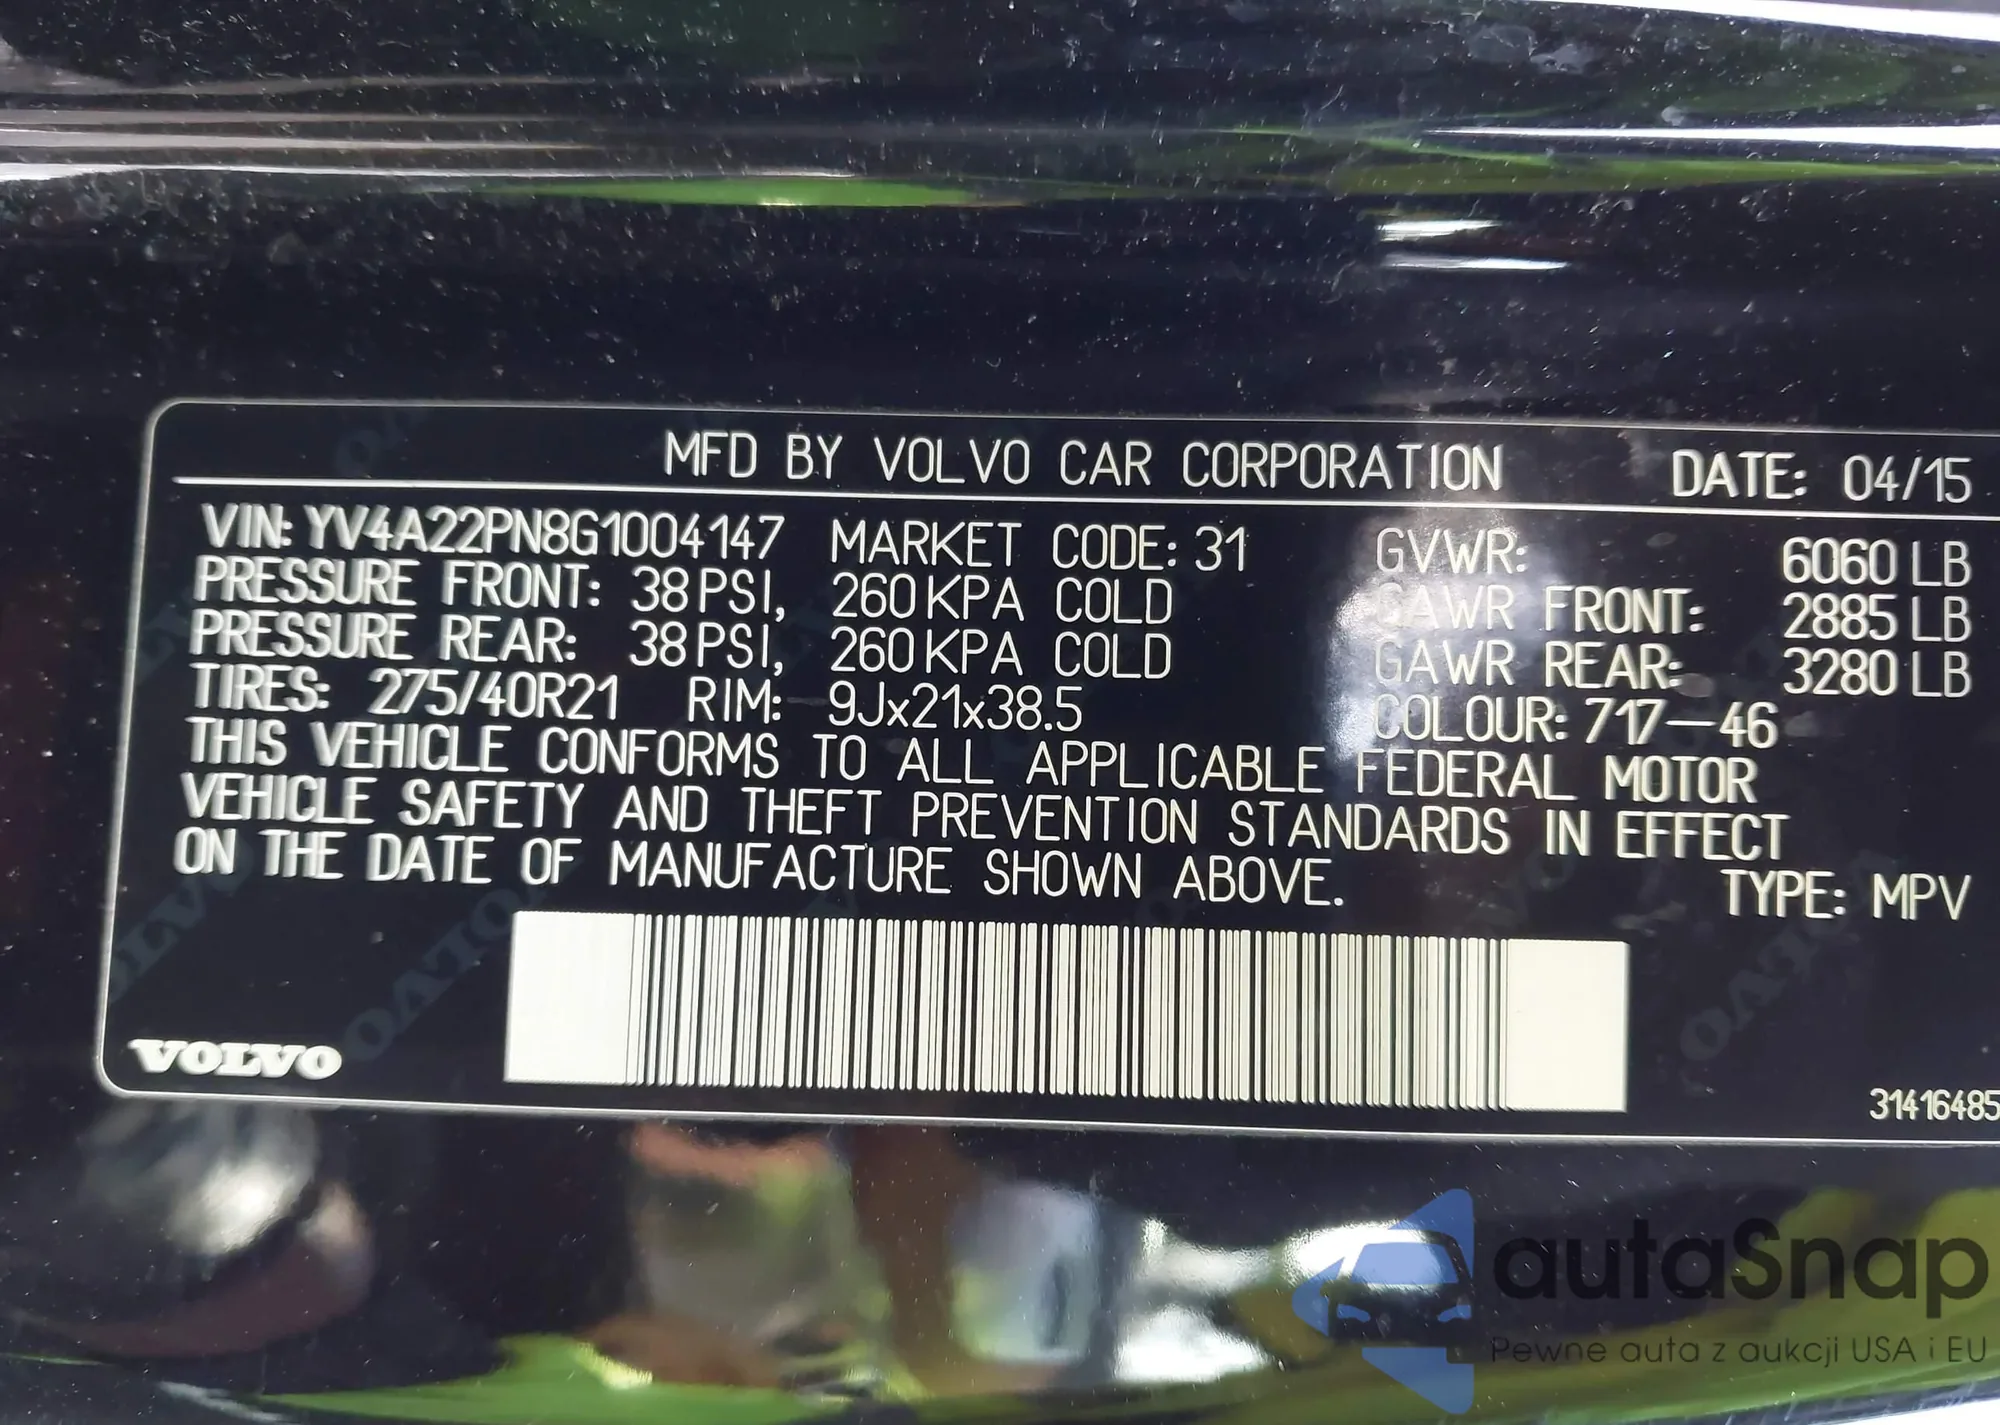 MFD BY VOLVO CAR CORPORATION DATE: 04/15
VIN: YV4A22PN8G1004147 MARKET CODE: 31 GVWR: 6060 LB
PRESSURE FRONT: 38 PSI, 260 KPA COLD GAWR FRONT: 2885 LB
PRESSURE REAR: 38 PSI, 260 KPA COLD GAWR REAR: 3280 LB
TIRES: 275/40R21 RIM: 9Jx21x38.5 COLOUR: 717-46
THIS VEHICLE CONFORMS TO ALL APPLICABLE FEDERAL MOTOR
VEHICLE SAFETY AND THEFT PREVENTION STANDARDS IN EFFECT
ON THE DATE OF MANUFACTURE SHOWN ABOVE. TYPE: MPV
VOLVO
31416485
autaSnap
Pewne auta z aukcji USA i EU